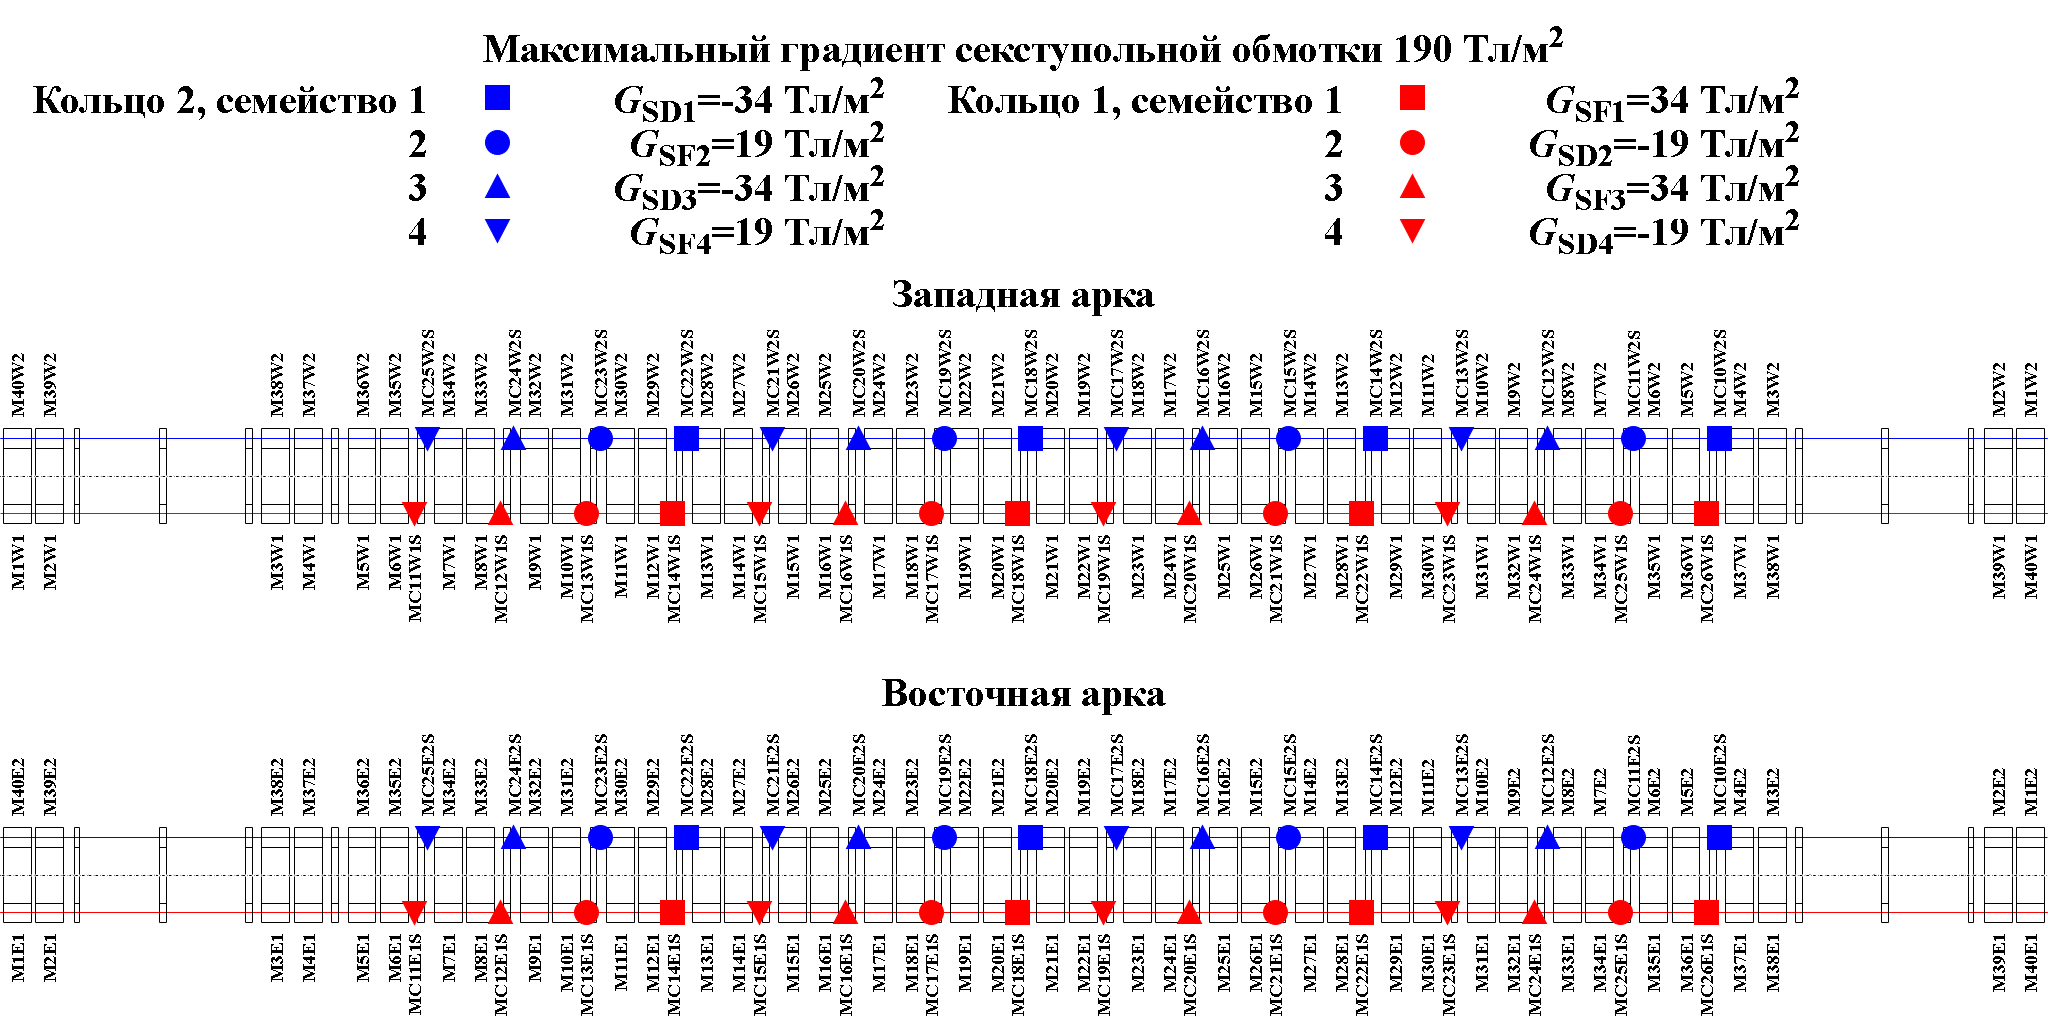 Максимальный градиент секступольной обмотки 190 Тл/м²
Кольцо 2, семейство 1 G_SD1=-34 Тл/м² Кольцо 1, семейство 1 G_SF1=34 Тл/м²
2 G_SF2=19 Тл/м² 2 G_SD2=-19 Тл/м²
3 G_SD3=-34 Тл/м² 3 G_SF3=34 Тл/м²
4 G_SF4=19 Тл/м² 4 G_SD4=-19 Тл/м²
Западная арка
M40W2 M39W2 M38W2 M37W2 M36W2 M35W2 MC25W2S M34W2 M33W2 MC24W2S M32W2 M31W2 MC23W2S M30W2 M29W2 MC22W2S M28W2 M27W2 MC21W2S M26W2 M25W2 MC20W2S M24W2 M23W2 MC19W2S M22W2 M21W2 MC18W2S M20W2 M19W2 MC17W2S M18W2 M17W2 MC16W2S M16W2 M15W2 MC15W2S M14W2 M13W2 MC14W2S M12W2 M11W2 MC13W2S M10W2 M9W2 MC12W2S M8W2 M7W2 MC11W2S M6W2 M5W2 MC10W2S M4W2 M3W2 M2W2 M1W2
M1W1 M2W1 M3W1 M4W1 M5W1 M6W1 MC11W1S M7W1 M8W1 MC12W1S M9W1 M10W1 MC13W1S M11W1 M12W1 MC14W1S M13W1 M14W1 MC15W1S M15W1 M16W1 MC16W1S M17W1 M18W1 MC17W1S M19W1 M20W1 MC18W1S M21W1 M22W1 MC19W1S M23W1 M24W1 MC20W1S M25W1 M26W1 MC21W1S M27W1 M28W1 MC22W1S M29W1 M30W1 MC23W1S M31W1 M32W1 MC24W1S M33W1 M34W1 MC25W1S M35W1 M36W1 MC26W1S M37W1 M38W1 M39W1 M40W1
Восточная арка
M40E2 M39E2 M38E2 M37E2 M36E2 M35E2 MC25E2S M34E2 M33E2 MC24E2S M32E2 M31E2 MC23E2S M30E2 M29E2 MC22E2S M28E2 M27E2 MC21E2S M26E2 M25E2 MC20E2S M24E2 M23E2 MC19E2S M22E2 M21E2 MC18E2S M20E2 M19E2 MC17E2S M18E2 M17E2 MC16E2S M16E2 M15E2 MC15E2S M14E2 M13E2 MC14E2S M12E2 M11E2 MC13E2S M10E2 M9E2 MC12E2S M8E2 M7E2 MC11E2S M6E2 M5E2 MC10E2S M4E2 M3E2 M2E2 M1E2
M1E1 M2E1 M3E1 M4E1 M5E1 M6E1 MC11E1S M7E1 M8E1 MC12E1S M9E1 M10E1 MC13E1S M11E1 M12E1 MC14E1S M13E1 M14E1 MC15E1S M15E1 M16E1 MC16E1S M17E1 M18E1 MC17E1S M19E1 M20E1 MC18E1S M21E1 M22E1 MC19E1S M23E1 M24E1 MC20E1S M25E1 M26E1 MC21E1S M27E1 M28E1 MC22E1S M29E1 M30E1 MC23E1S M31E1 M32E1 MC24E1S M33E1 M34E1 MC25E1S M35E1 M36E1 MC26E1S M37E1 M38E1 M39E1 M40E1